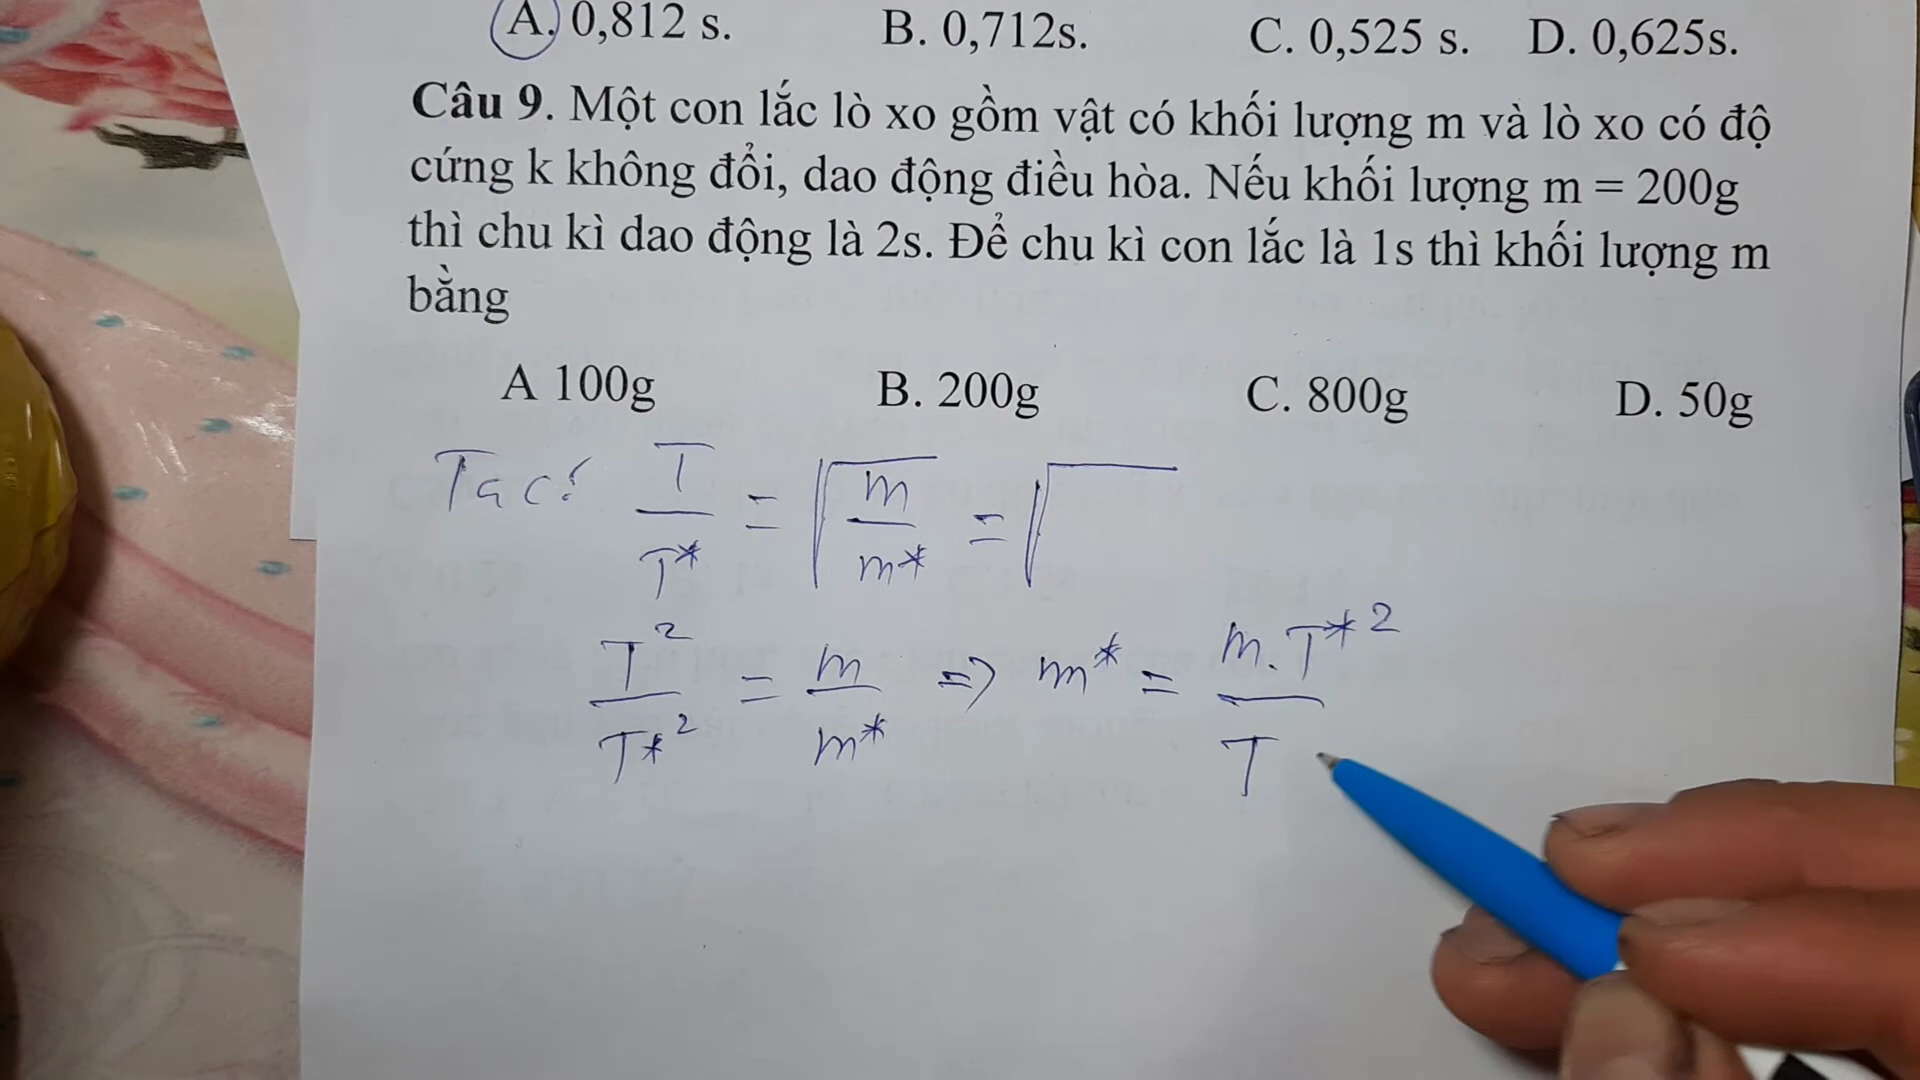 A. 0,812 s. B. 0,712s. C. 0,525 s. D. 0,625s.
Câu 9. Một con lắc lò xo gồm vật có khối lượng m và lò xo có độ
cứng k không đổi, dao động điều hòa. Nếu khối lượng m = 200g
thì chu kì dao động là 2s. Để chu kì con lắc là 1s thì khối lượng m
bằng
A 100g B. 200g C. 800g D. 50g
Ta có: T/T* = √(m/m*) = √
T²/T*² = m/m* => m* = m.T*²/T